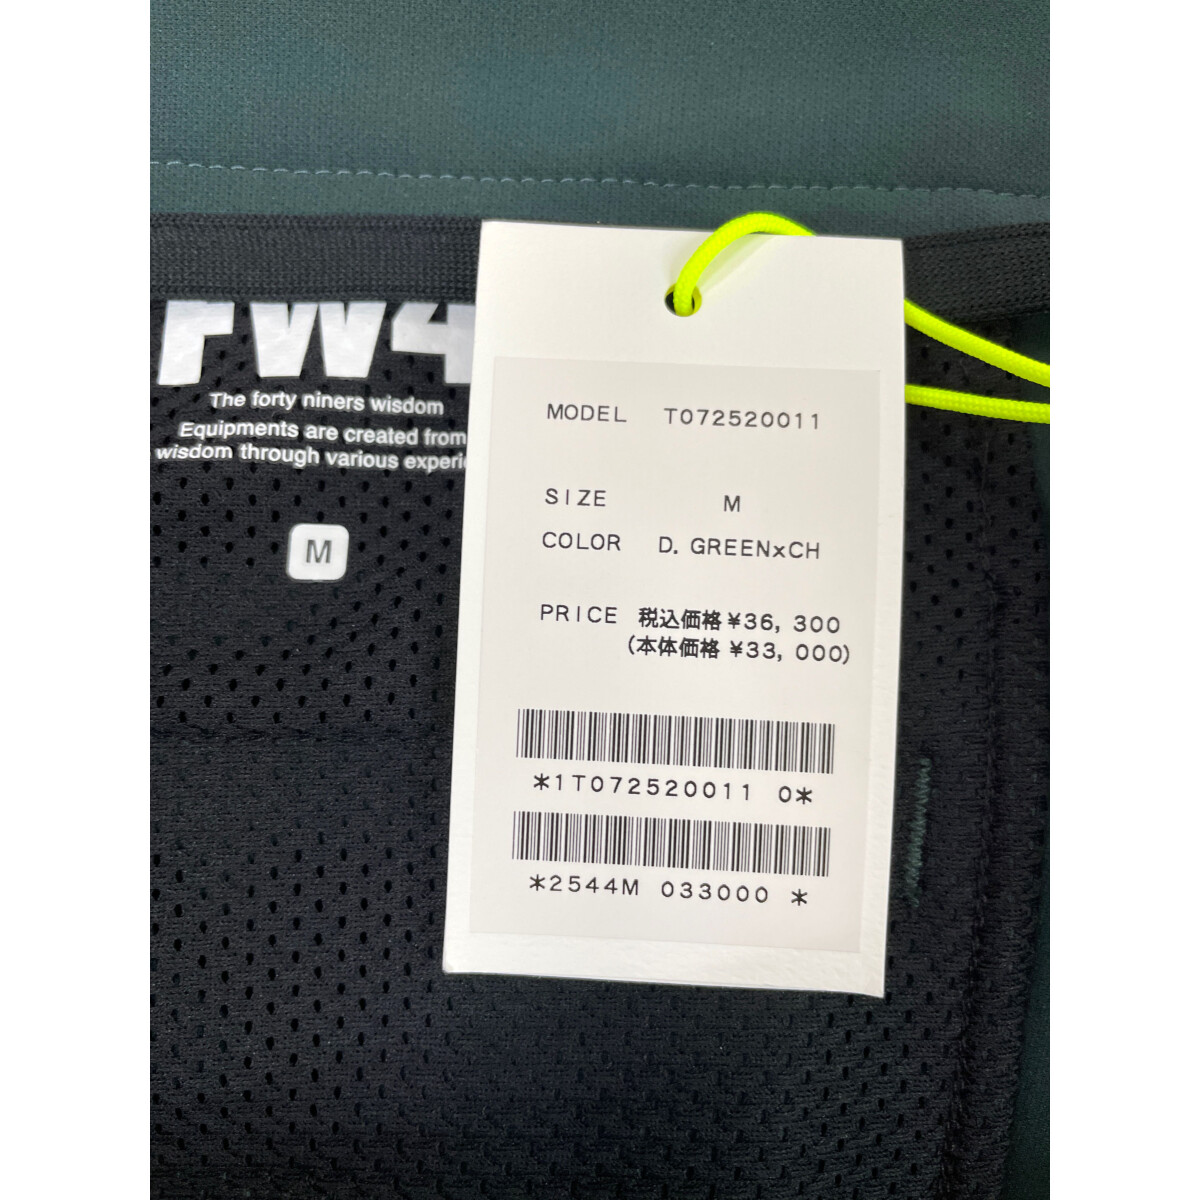 FW4
The forty niners wisdom
Equipments are created from
wisdom through various experi
M
MODEL T072520011
SIZE M
COLOR D. GREEN×CH
PRICE 税込価格 ¥36, 300
(本体価格 ¥33, 000)
*1T072520011 0*
*2544M 033000 *